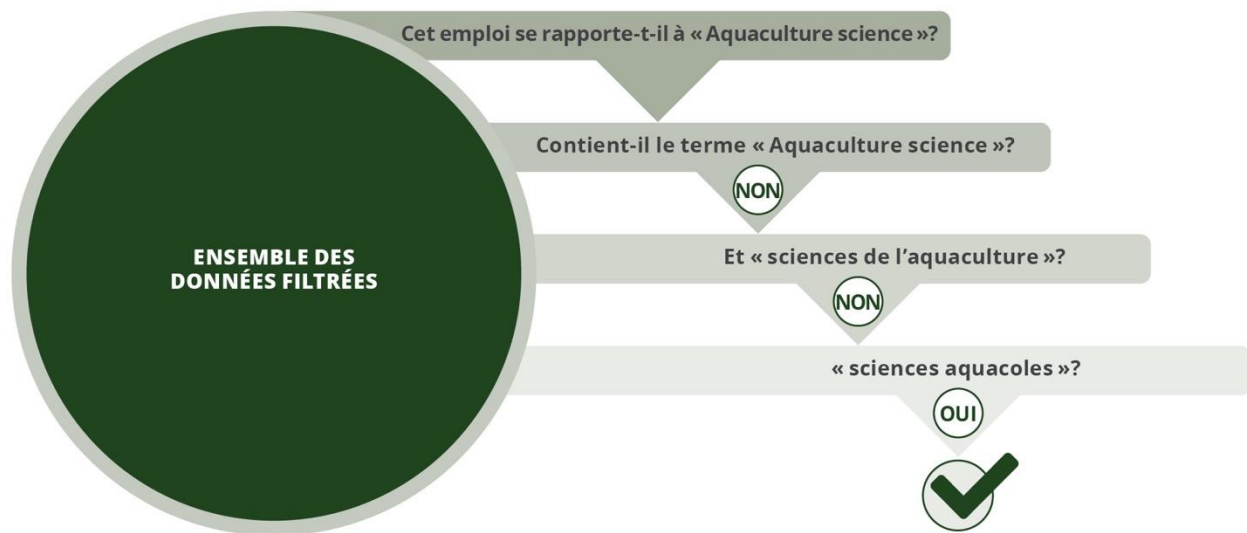 Cet emploi se rapporte-t-il à « Aquaculture science »?
Contient-il le terme « Aquaculture science »?
NON
Et « sciences de l’aquaculture »?
NON
« sciences aquacoles »?
OUI
ENSEMBLE DES
DONNÉES FILTRÉES